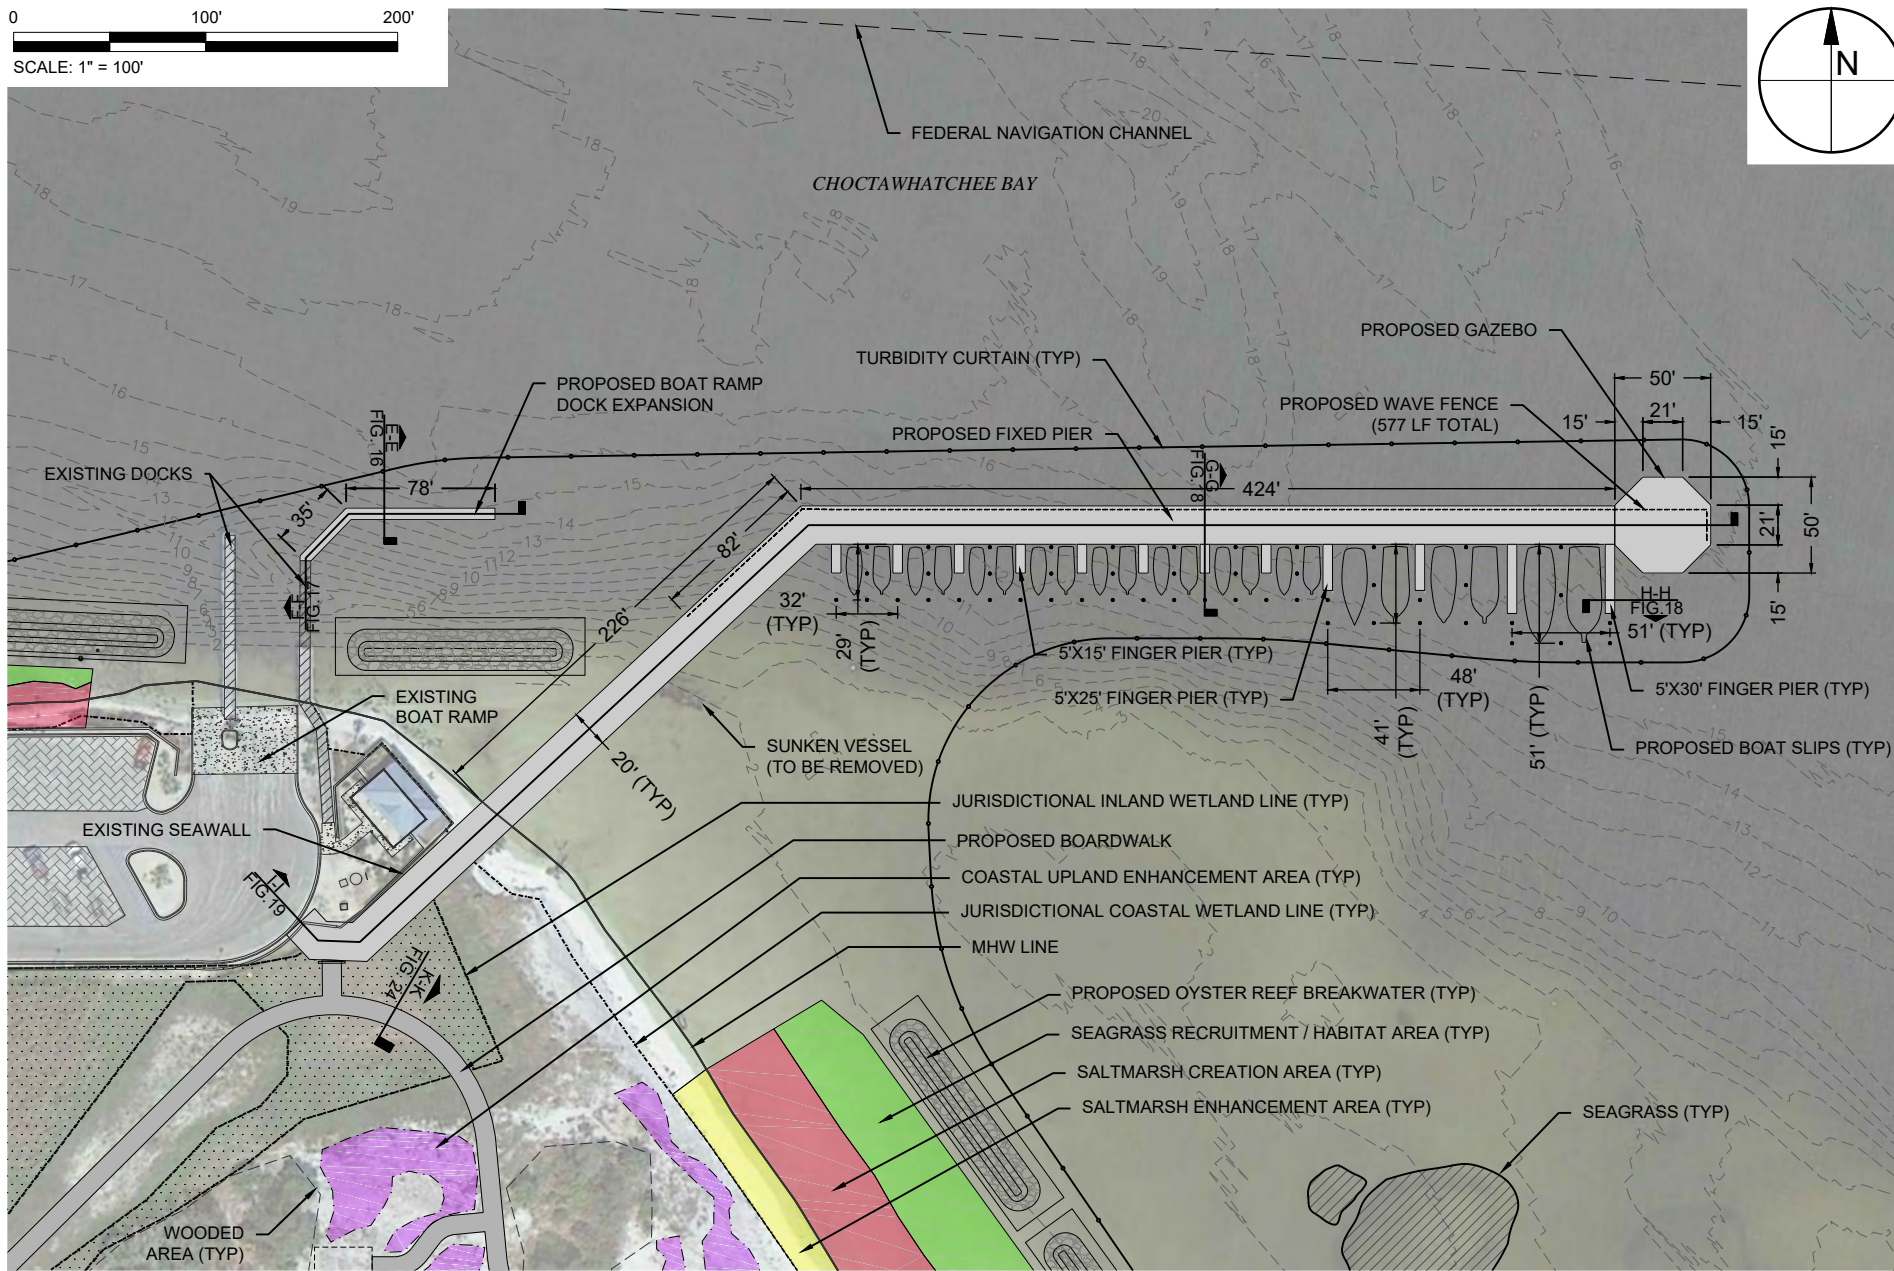 0 100' 200'
SCALE: 1" = 100'
N
FEDERAL NAVIGATION CHANNEL
CHOCTAWHATCHEE BAY
PROPOSED GAZEBO
TURBIDITY CURTAIN (TYP)
PROPOSED BOAT RAMP
DOCK EXPANSION
50'
PROPOSED WAVE FENCE
(577 LF TOTAL)
15'
21'
15'
15'
21'
50'
15'
PROPOSED FIXED PIER
E-E
FIG. 16
G-G
FIG. 18
EXISTING DOCKS
78'
35'
424'
82'
226'
F-F
FIG. 17
32'
(TYP)
29'
(TYP)
H-H
FIG.18
51' (TYP)
5'X15' FINGER PIER (TYP)
5'X25' FINGER PIER (TYP)
48'
(TYP)
41'
(TYP)
51' (TYP)
5'X30' FINGER PIER (TYP)
PROPOSED BOAT SLIPS (TYP)
EXISTING
BOAT RAMP
SUNKEN VESSEL
(TO BE REMOVED)
20' (TYP)
EXISTING SEAWALL
FIG.19
JURISDICTIONAL INLAND WETLAND LINE (TYP)
PROPOSED BOARDWALK
COASTAL UPLAND ENHANCEMENT AREA (TYP)
JURISDICTIONAL COASTAL WETLAND LINE (TYP)
MHW LINE
K-K
FIG. 24
PROPOSED OYSTER REEF BREAKWATER (TYP)
SEAGRASS RECRUITMENT / HABITAT AREA (TYP)
SALTMARSH CREATION AREA (TYP)
SALTMARSH ENHANCEMENT AREA (TYP)
SEAGRASS (TYP)
WOODED
AREA (TYP)